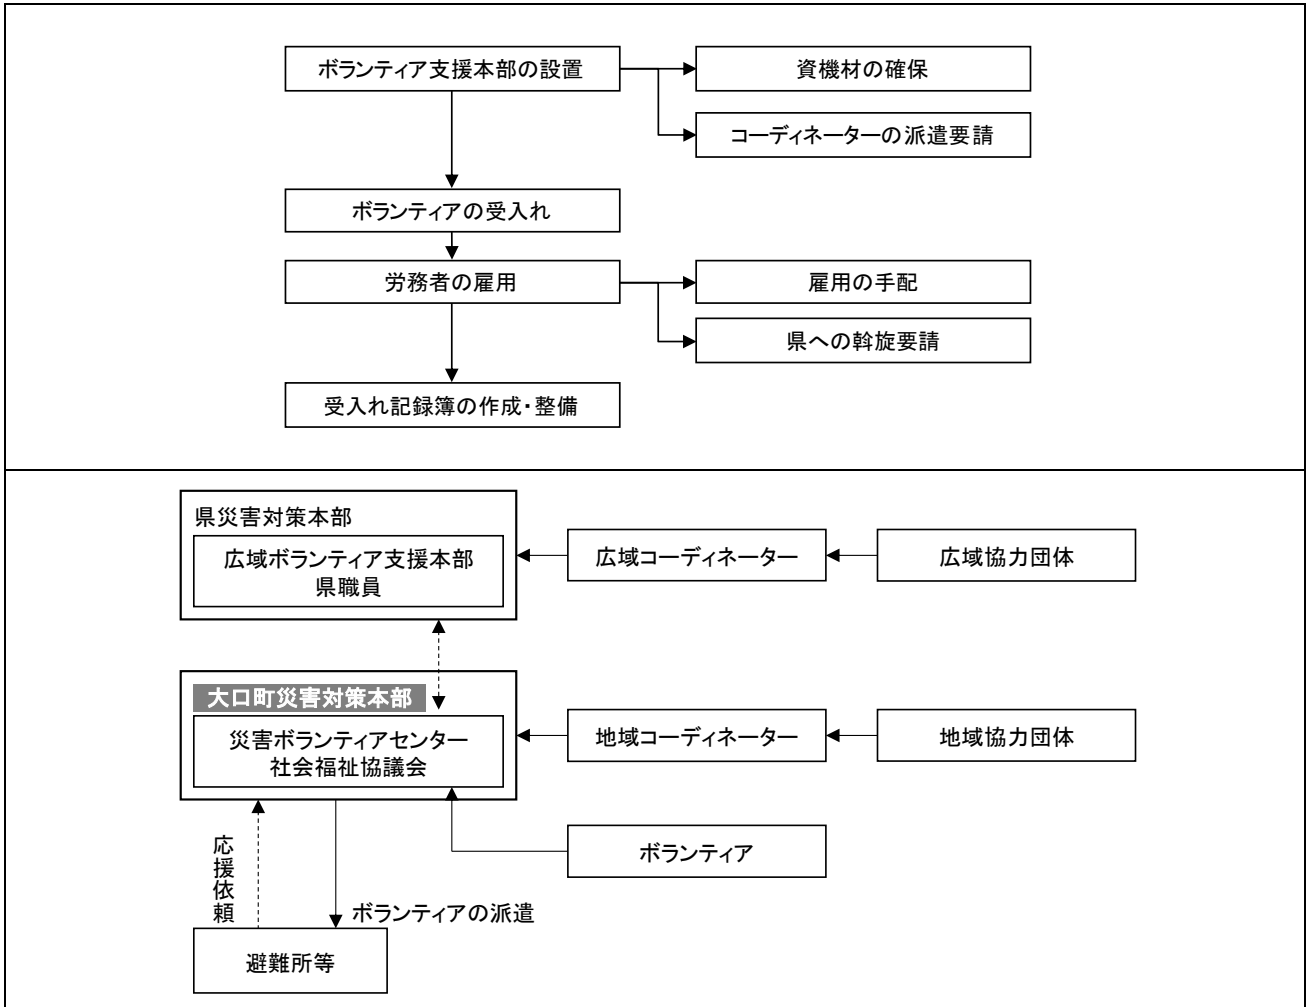 ボランティア支援本部の設置
資機材の確保
コーディネーターの派遣要請
ボランティアの受入れ
労務者の雇用
雇用の手配
県への斡旋要請
受入れ記録簿の作成・整備
県災害対策本部
広域ボランティア支援本部
県職員
広域コーディネーター
広域協力団体
大口町災害対策本部
災害ボランティアセンター
社会福祉協議会
地域コーディネーター
地域協力団体
ボランティア
応援依頼
ボランティアの派遣
避難所等